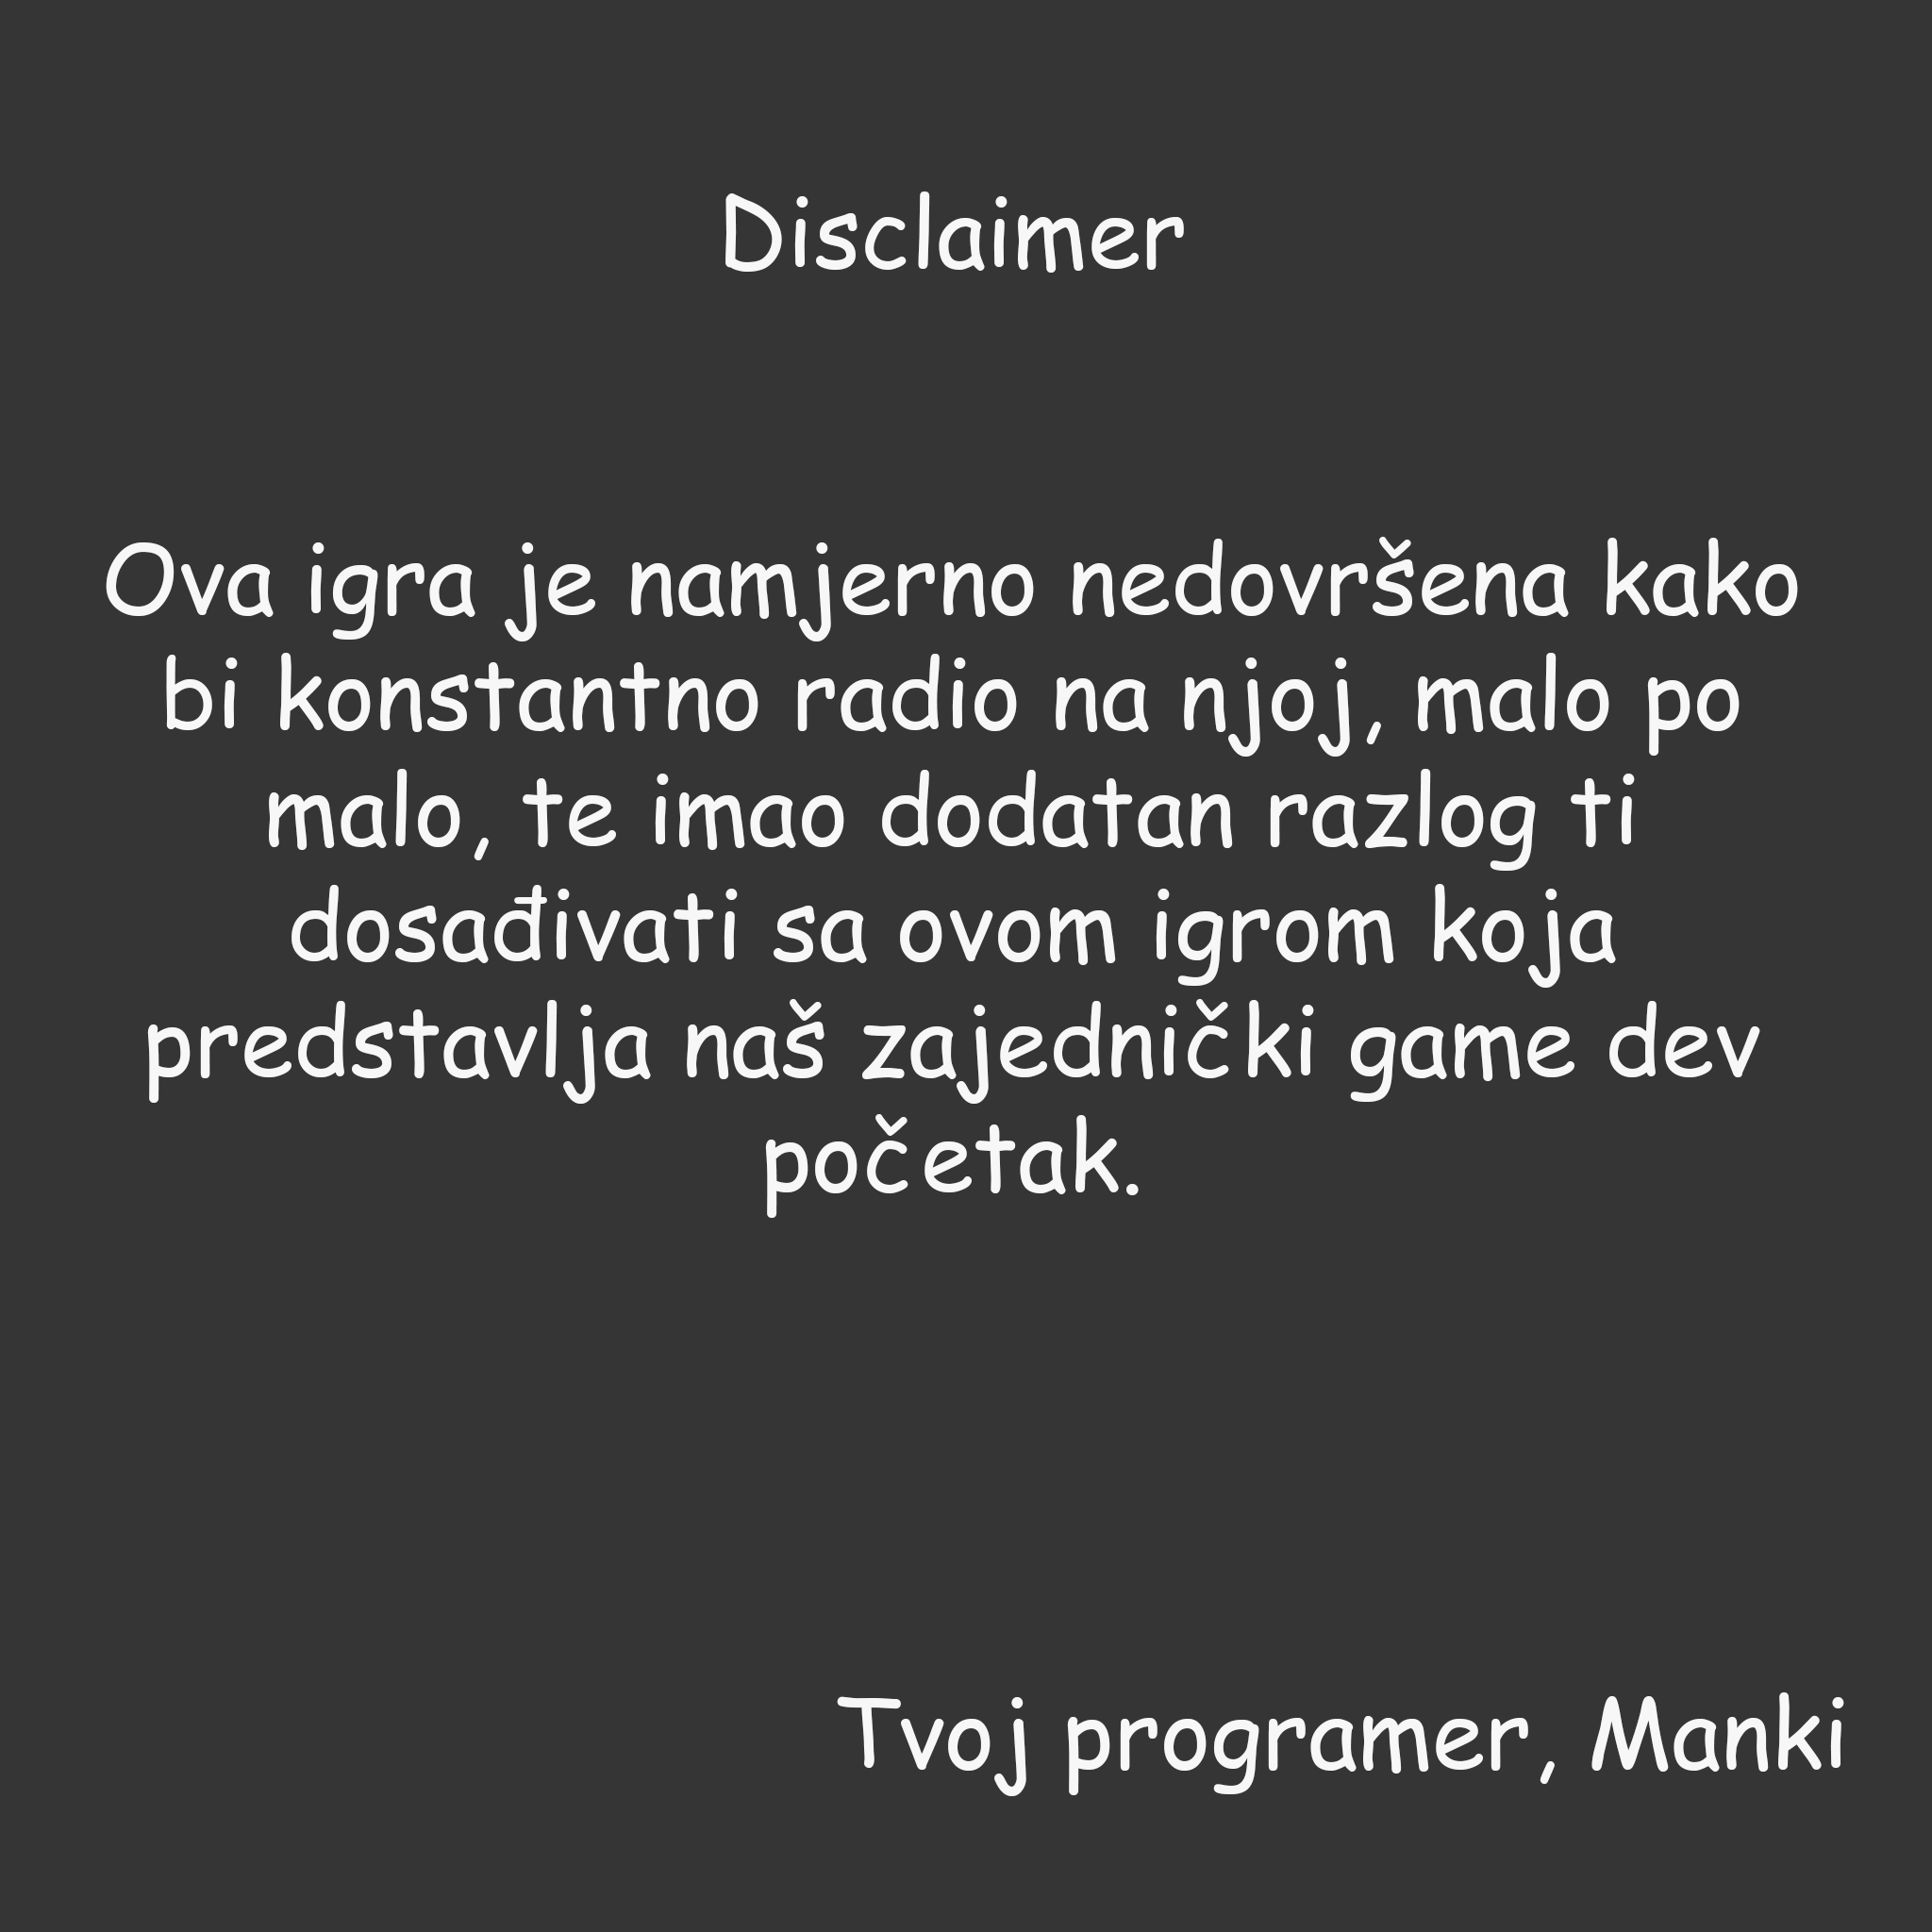 Disclaimer
Ova igra je namjerno nedovršena kako
bi konstantno radio na njoj, malo po
malo, te imao dodatan razlog ti
dosađivati sa ovom igrom koja
predstavlja naš zajednički game dev
početak.
Tvoj programer, Manki